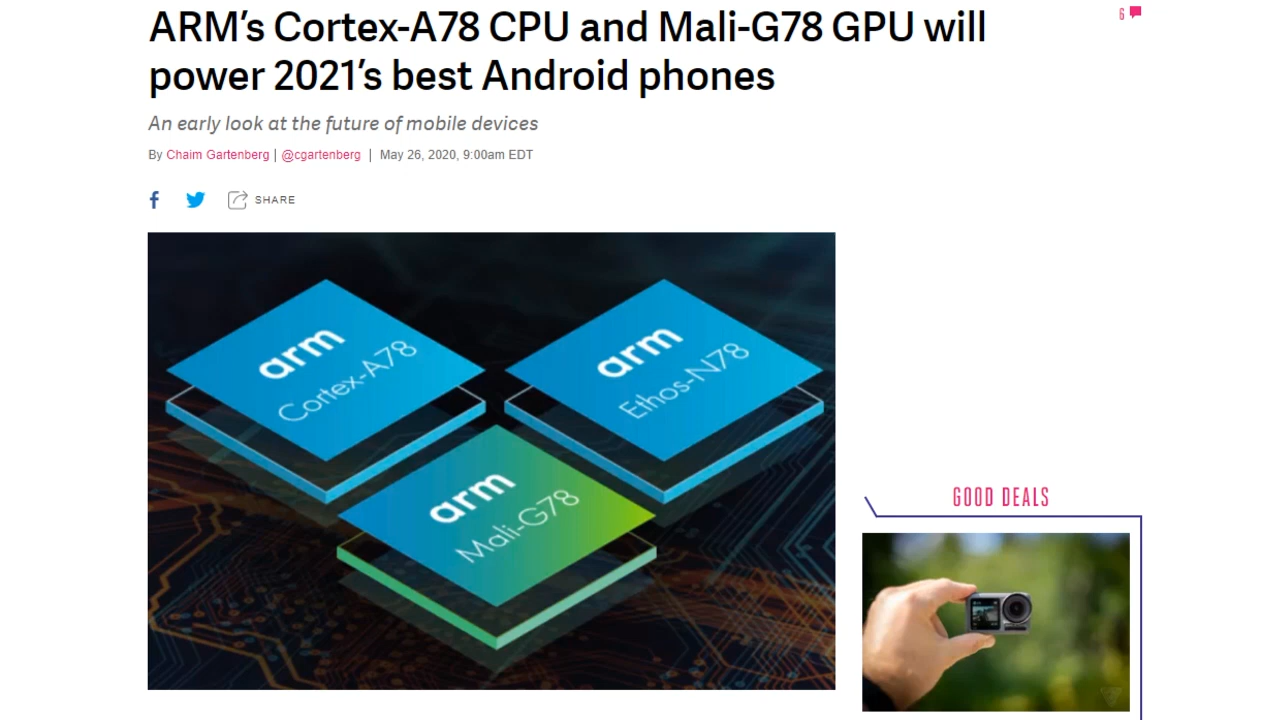 ARM's Cortex-A78 CPU and Mali-G78 GPU will
power 2021's best Android phones
6
An early look at the future of mobile devices
By Chaim Gartenberg | @cgartenberg | May 26, 2020, 9:00am EDT
SHARE
arm
Cortex-A78
arm
Ethos-N78
arm
Mali-G78
GOOD DEALS